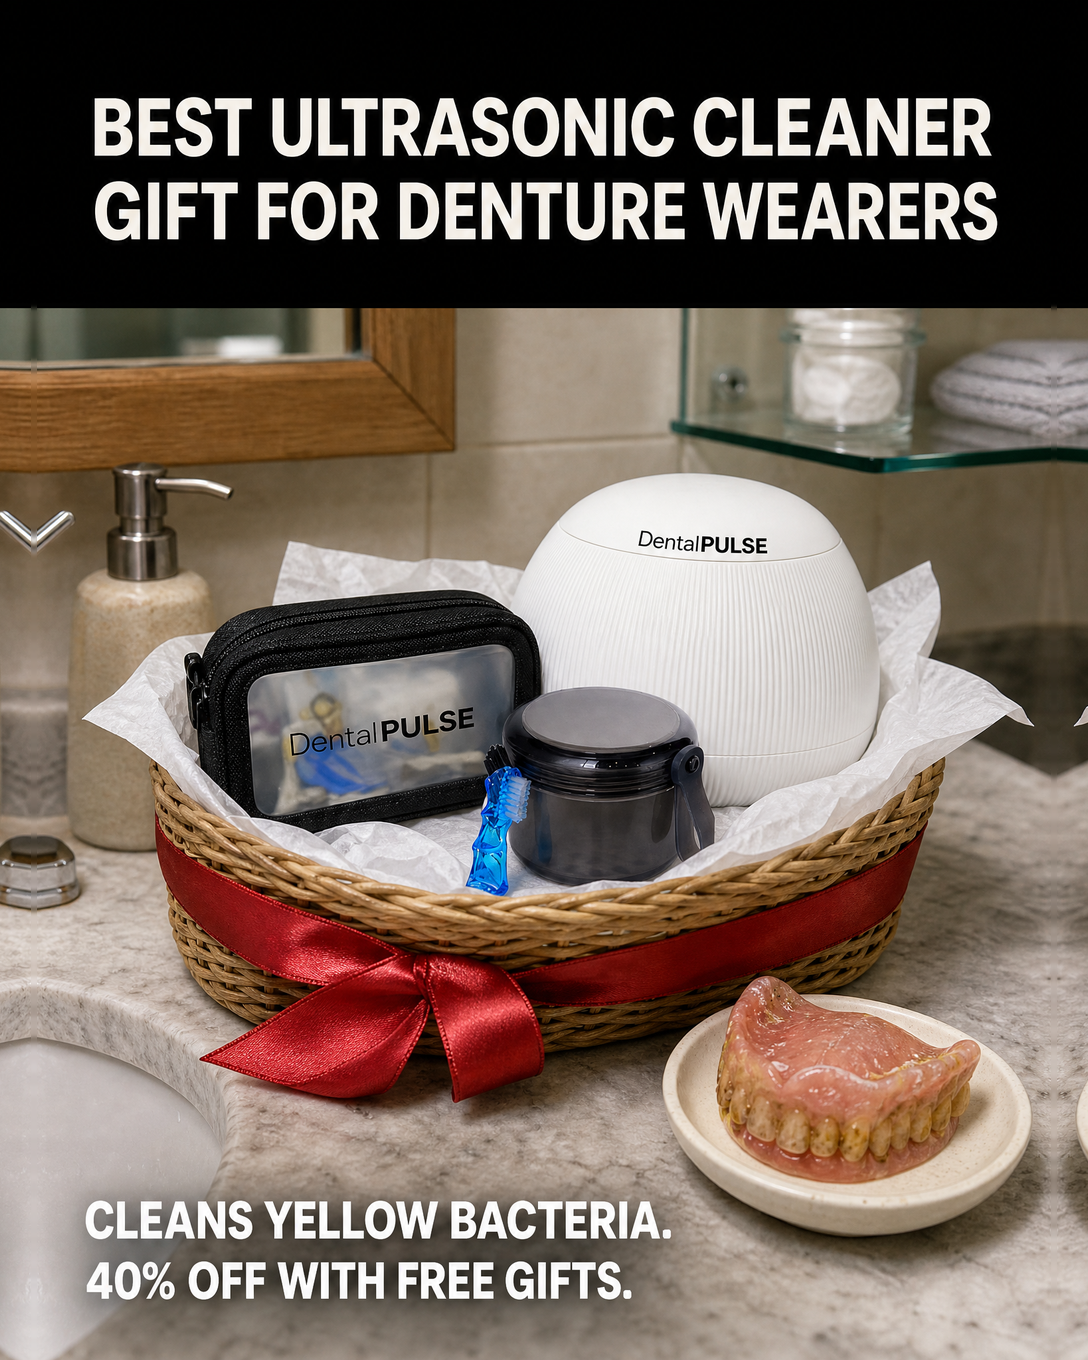 BEST ULTRASONIC CLEANER
GIFT FOR DENTURE WEARERS
DentalPULSE
DentalPULSE
CLEANS YELLOW BACTERIA.
40% OFF WITH FREE GIFTS.